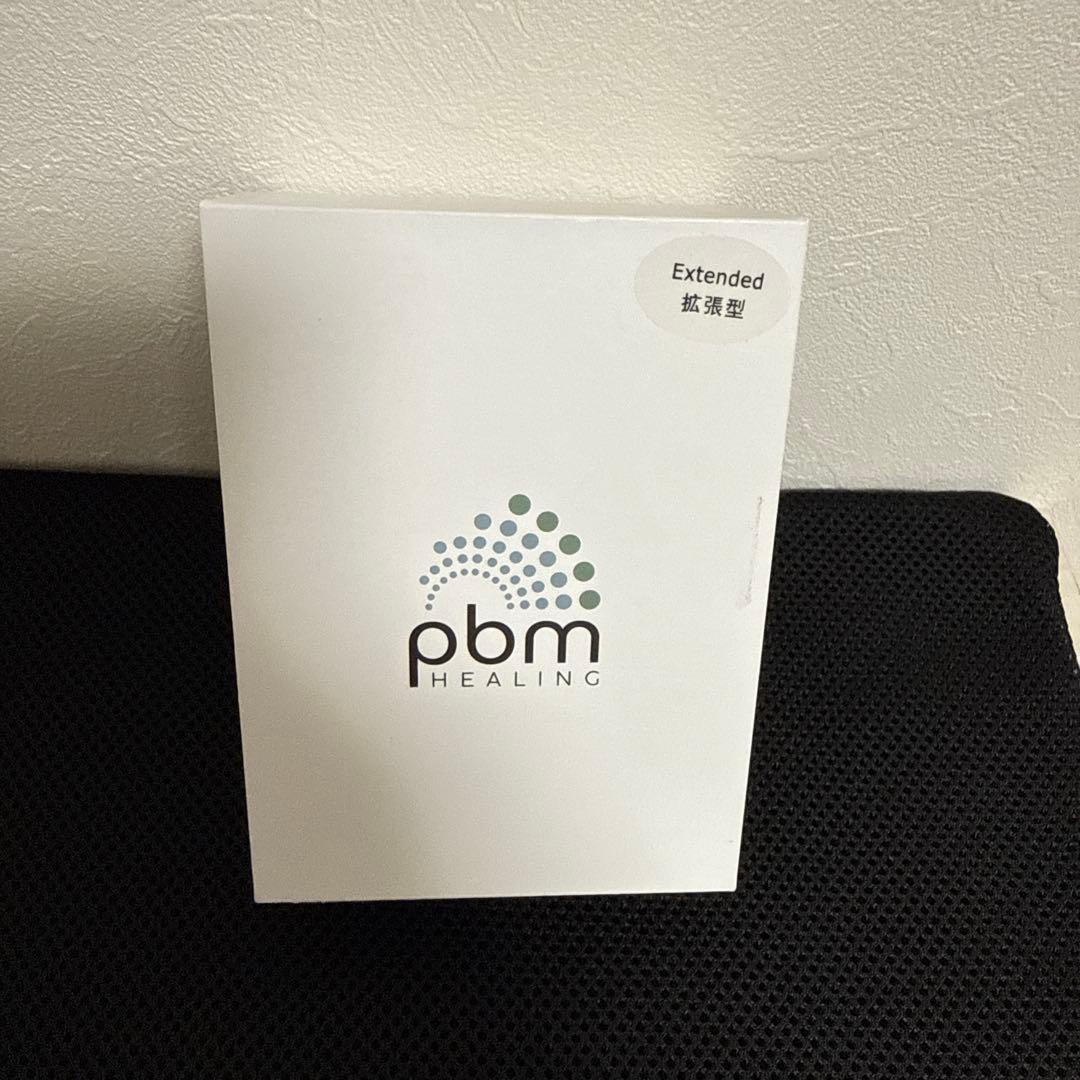 Extended
拡張型
pbm
HEALING